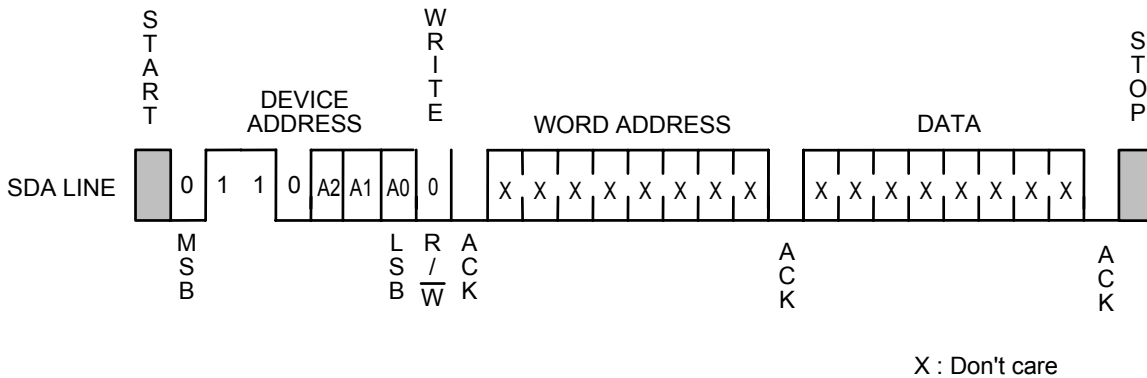 START
WRITE
STOP
DEVICE
ADDRESS
WORD ADDRESS
DATA
SDA LINE
0 1 1 0 A2 A1 A0 0
X X X X X X X X
X X X X X X X X
MSB
LSB
R/W
ACK
ACK
ACK
X : Don't care